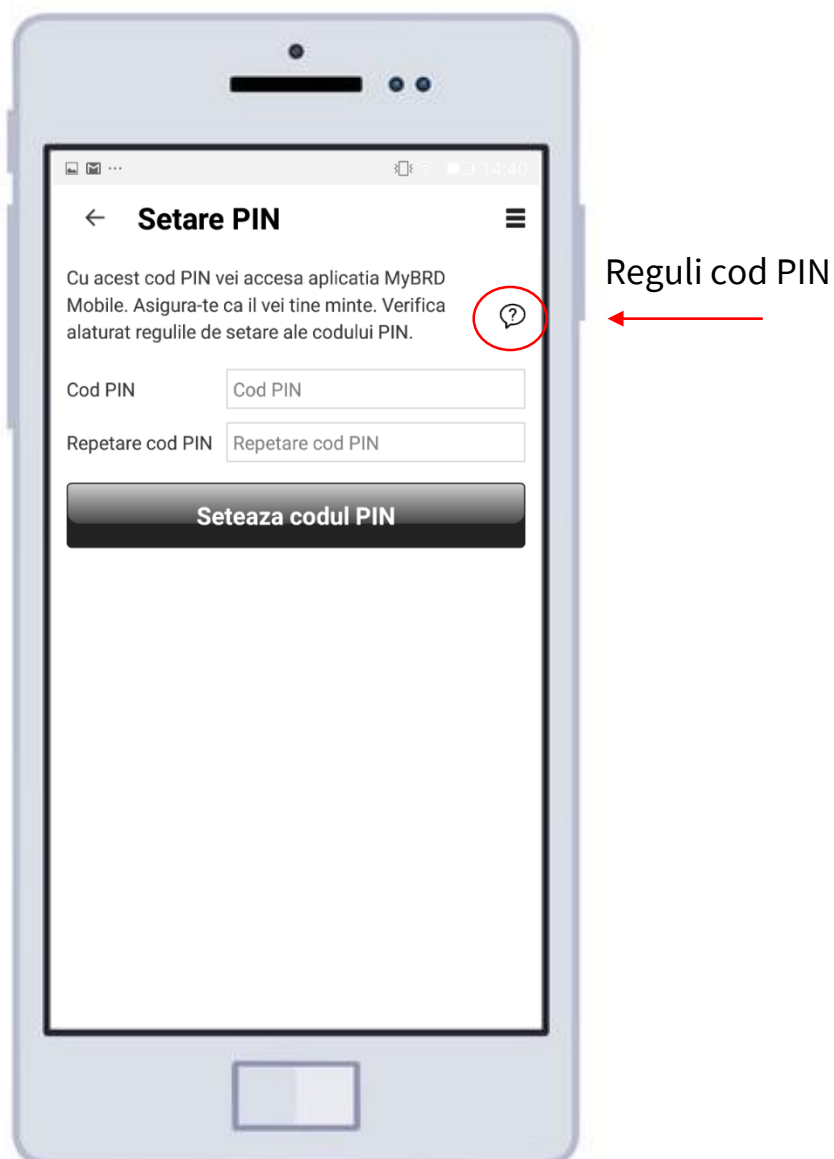 14:40
Setare PIN
Cu acest cod PIN vei accesa aplicatia MyBRD
Mobile. Asigura-te ca il vei tine minte. Verifica
alaturat regulile de setare ale codului PIN.
?
Reguli cod PIN
Cod PIN Cod PIN
Repetare cod PIN Repetare cod PIN
Seteaza codul PIN